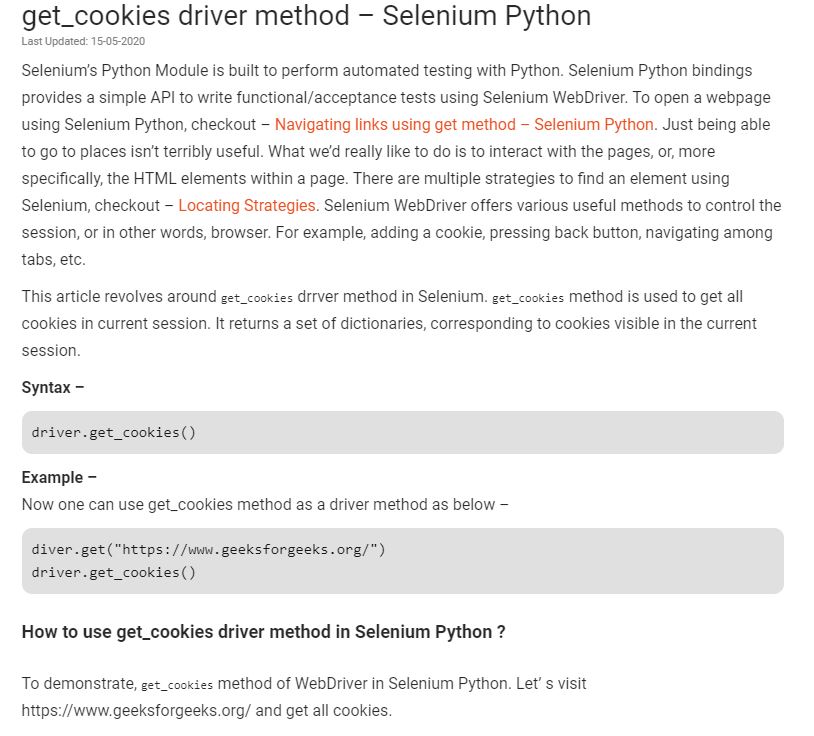 get_cookies driver method – Selenium Python
Last Updated: 15-05-2020
Selenium’s Python Module is built to perform automated testing with Python. Selenium Python bindings
provides a simple API to write functional/acceptance tests using Selenium WebDriver. To open a webpage
using Selenium Python, checkout – Navigating links using get method – Selenium Python. Just being able
to go to places isn’t terribly useful. What we’d really like to do is to interact with the pages, or, more
specifically, the HTML elements within a page. There are multiple strategies to find an element using
Selenium, checkout – Locating Strategies. Selenium WebDriver offers various useful methods to control the
session, or in other words, browser. For example, adding a cookie, pressing back button, navigating among
tabs, etc.
This article revolves around get_cookies drrver method in Selenium. get_cookies method is used to get all
cookies in current session. It returns a set of dictionaries, corresponding to cookies visible in the current
session.
Syntax –
driver.get_cookies()
Example –
Now one can use get_cookies method as a driver method as below –
diver.get("https://www.geeksforgeeks.org/")
driver.get_cookies()
How to use get_cookies driver method in Selenium Python ?
To demonstrate, get_cookies method of WebDriver in Selenium Python. Let’ s visit
https://www.geeksforgeeks.org/ and get all cookies.